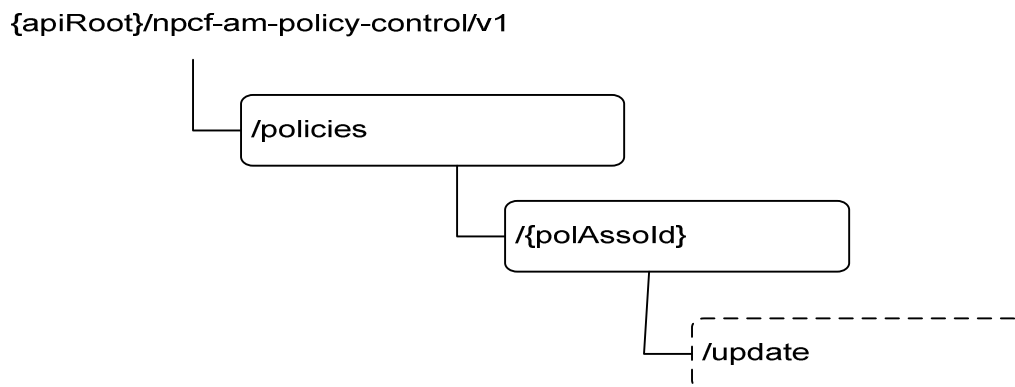 {apiRoot}/npcf-am-policy-control/v1
/policies
/{polAssoId}
/update